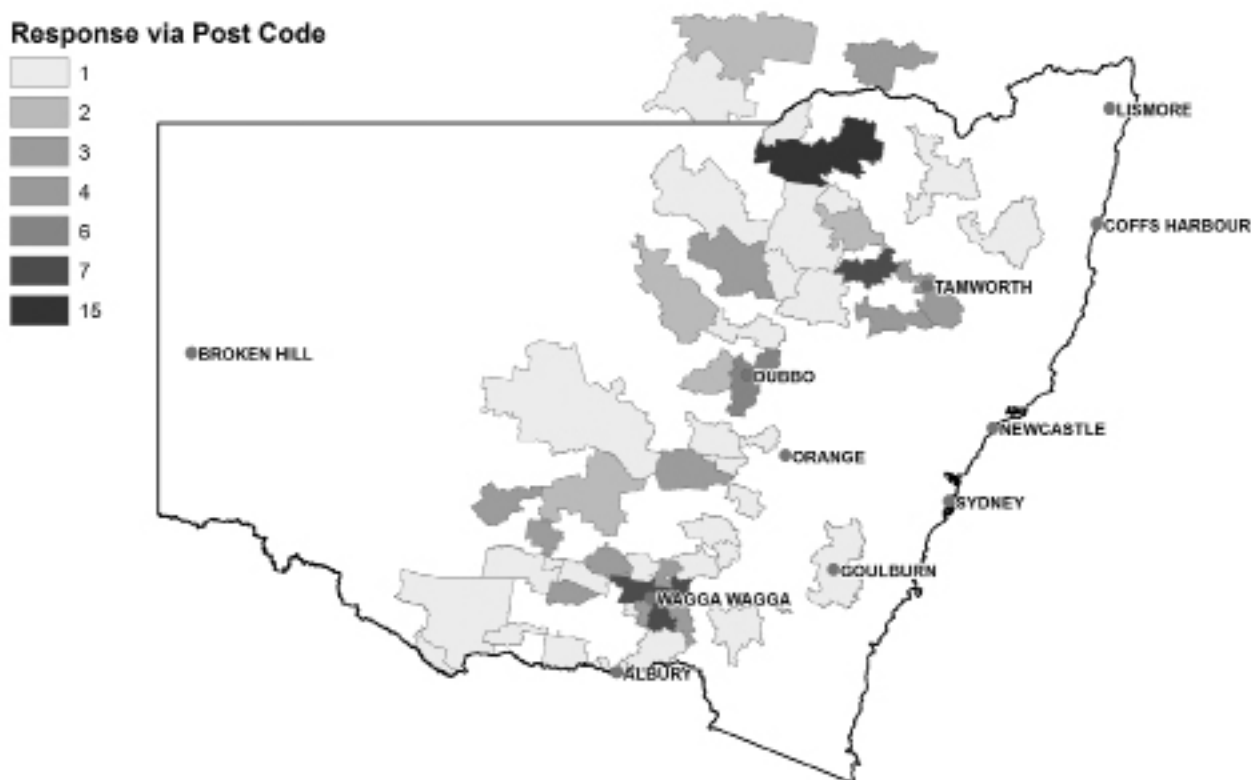 Response via Post Code
1
2
3
4
6
7
15
LISMORE
COFFS HARBOUR
TAMWORTH
BROKEN HILL
DUBBO
NEWCASTLE
ORANGE
SYDNEY
GOULBURN
WAGGA WAGGA
ALBURY